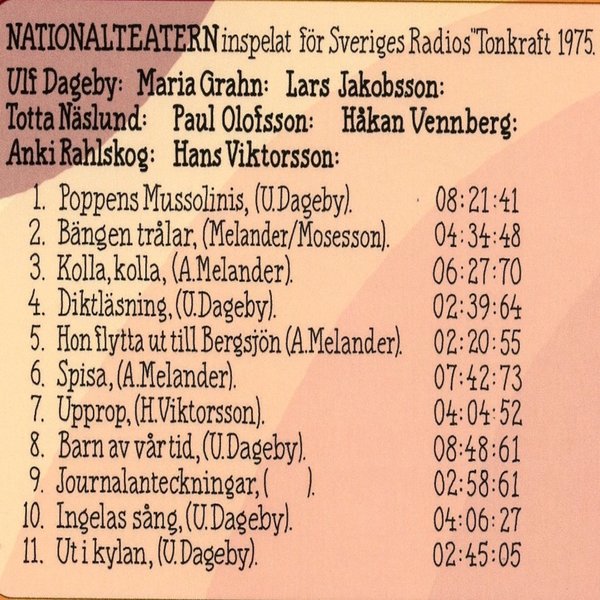 NATIONALTEATERN inspelat för Sveriges Radios "Tonkraft 1975.
Ulf Dageby: Maria Grahn: Lars Jakobsson:
Totta Näslund: Paul Olofsson: Håkan Vennberg:
Anki Rahlskog: Hans Viktorsson:
1. Poppens Mussolinis, (U.Dageby). 08:21:41
2. Bängen trålar, (Melander/Mosesson). 04:34:48
3. Kolla, kolla, (A.Melander). 06:27:70
4. Diktläsning, (U.Dageby). 02:39:64
5. Hon flytta ut till Bergsjön (A.Melander). 02:20:55
6. Spisa, (A.Melander). 07:42:73
7. Upprop, (H.Viktorsson). 04:04:52
8. Barn av vår tid, (U.Dageby). 08:48:61
9. Journalanteckningar, ( ). 02:58:61
10. Ingelas sång, (U.Dageby). 04:06:27
11. Ut i kylan, (U.Dageby). 02:45:05